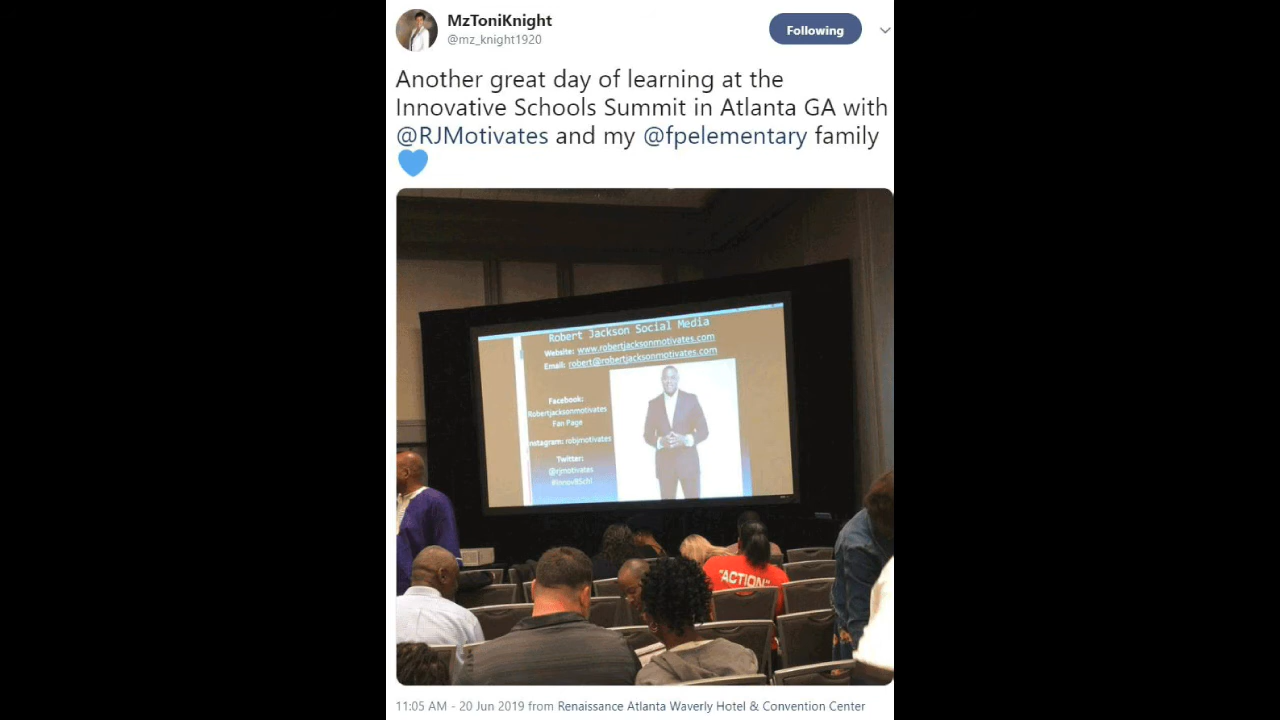 MzToniKnight
@mz_knight1920
Following
Another great day of learning at the
Innovative Schools Summit in Atlanta GA with
@RJMotivates and my @fpelementary family
Robert Jackson Social Media
Website: www.robertjacksonmotivates.com
Email: robert@robertjacksonmotivates.com
Facebook:
Robertjacksonmotivates
Fan Page
nstagram: robjmotivates
Twitter:
@rjmotivates
"ACTION"
11:05 AM - 20 Jun 2019 from Renaissance Atlanta Waverly Hotel & Convention Center